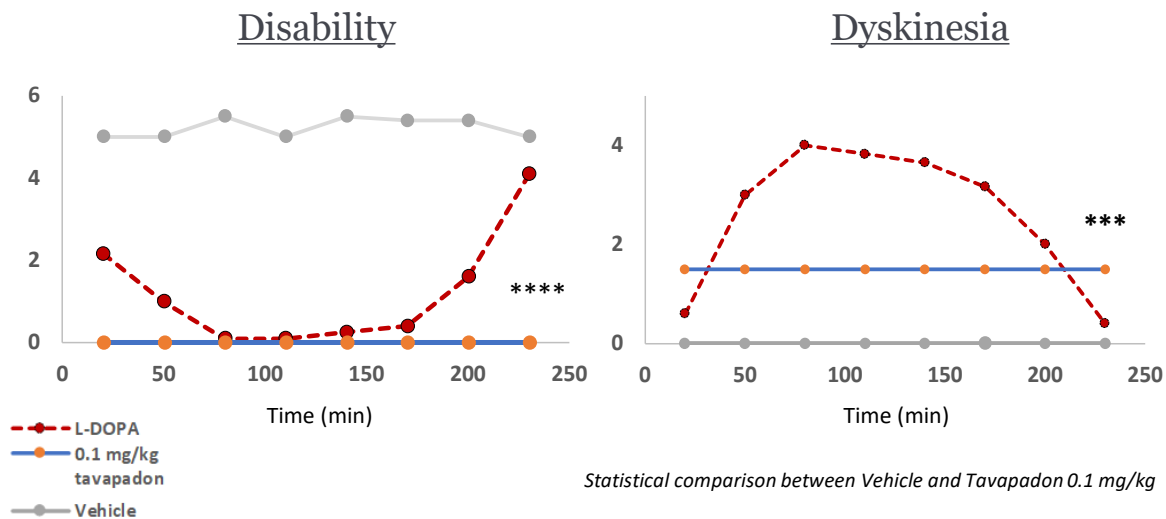 Disability
6
4
2
0
0
50
100
150
200
250
****
Time (min)
Dyskinesia
4
2
0
0
50
100
150
200
250
***
Time (min)
L-DOPA
0.1 mg/kg
tavapadon
Vehicle
Statistical comparison between Vehicle and Tavapadon 0.1 mg/kg